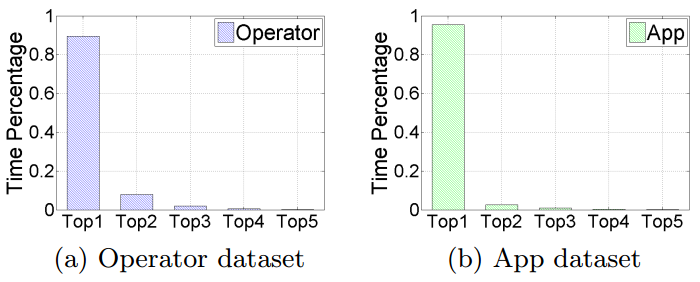 Time Percentage
1
0.8
0.6
0.4
0.2
0
Operator
Top1 Top2 Top3 Top4 Top5
(a) Operator dataset
Time Percentage
1
0.8
0.6
0.4
0.2
0
App
Top1 Top2 Top3 Top4 Top5
(b) App dataset